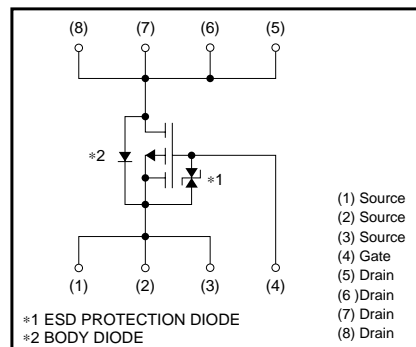 (8) (7) (6) (5)
∗2
∗1
(1) (2) (3) (4)
(1) Source
(2) Source
(3) Source
(4) Gate
(5) Drain
(6 )Drain
(7) Drain
(8) Drain
∗1 ESD PROTECTION DIODE
∗2 BODY DIODE